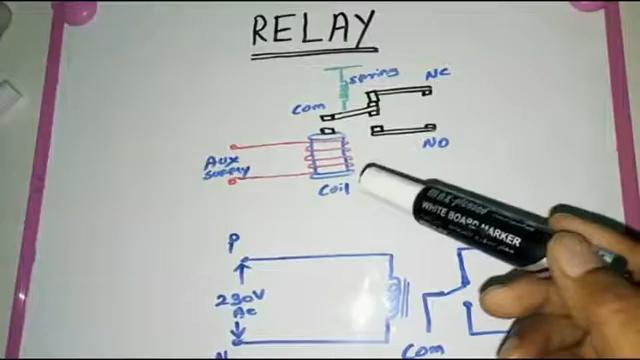 RELAY
spring
NC
Com
NO
Aux
supply
Coil
WHITE BOARD MARKER
P
230V
Ac
N
Com